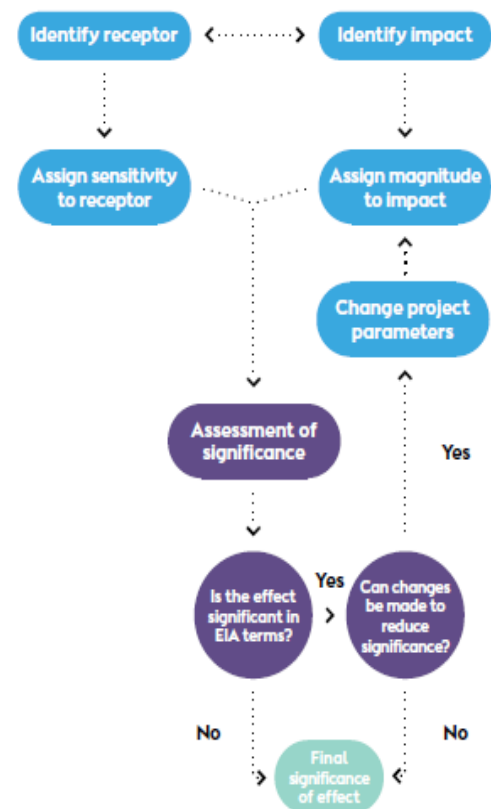 Identify receptor
Identify impact
Assign sensitivity
to receptor
Assign magnitude
to impact
Change project
parameters
Assessment of
significance
Yes
Is the effect
significant in
EIA terms?
Yes
Can changes
be made to
reduce
significance?
No
No
Final
significance
of effect